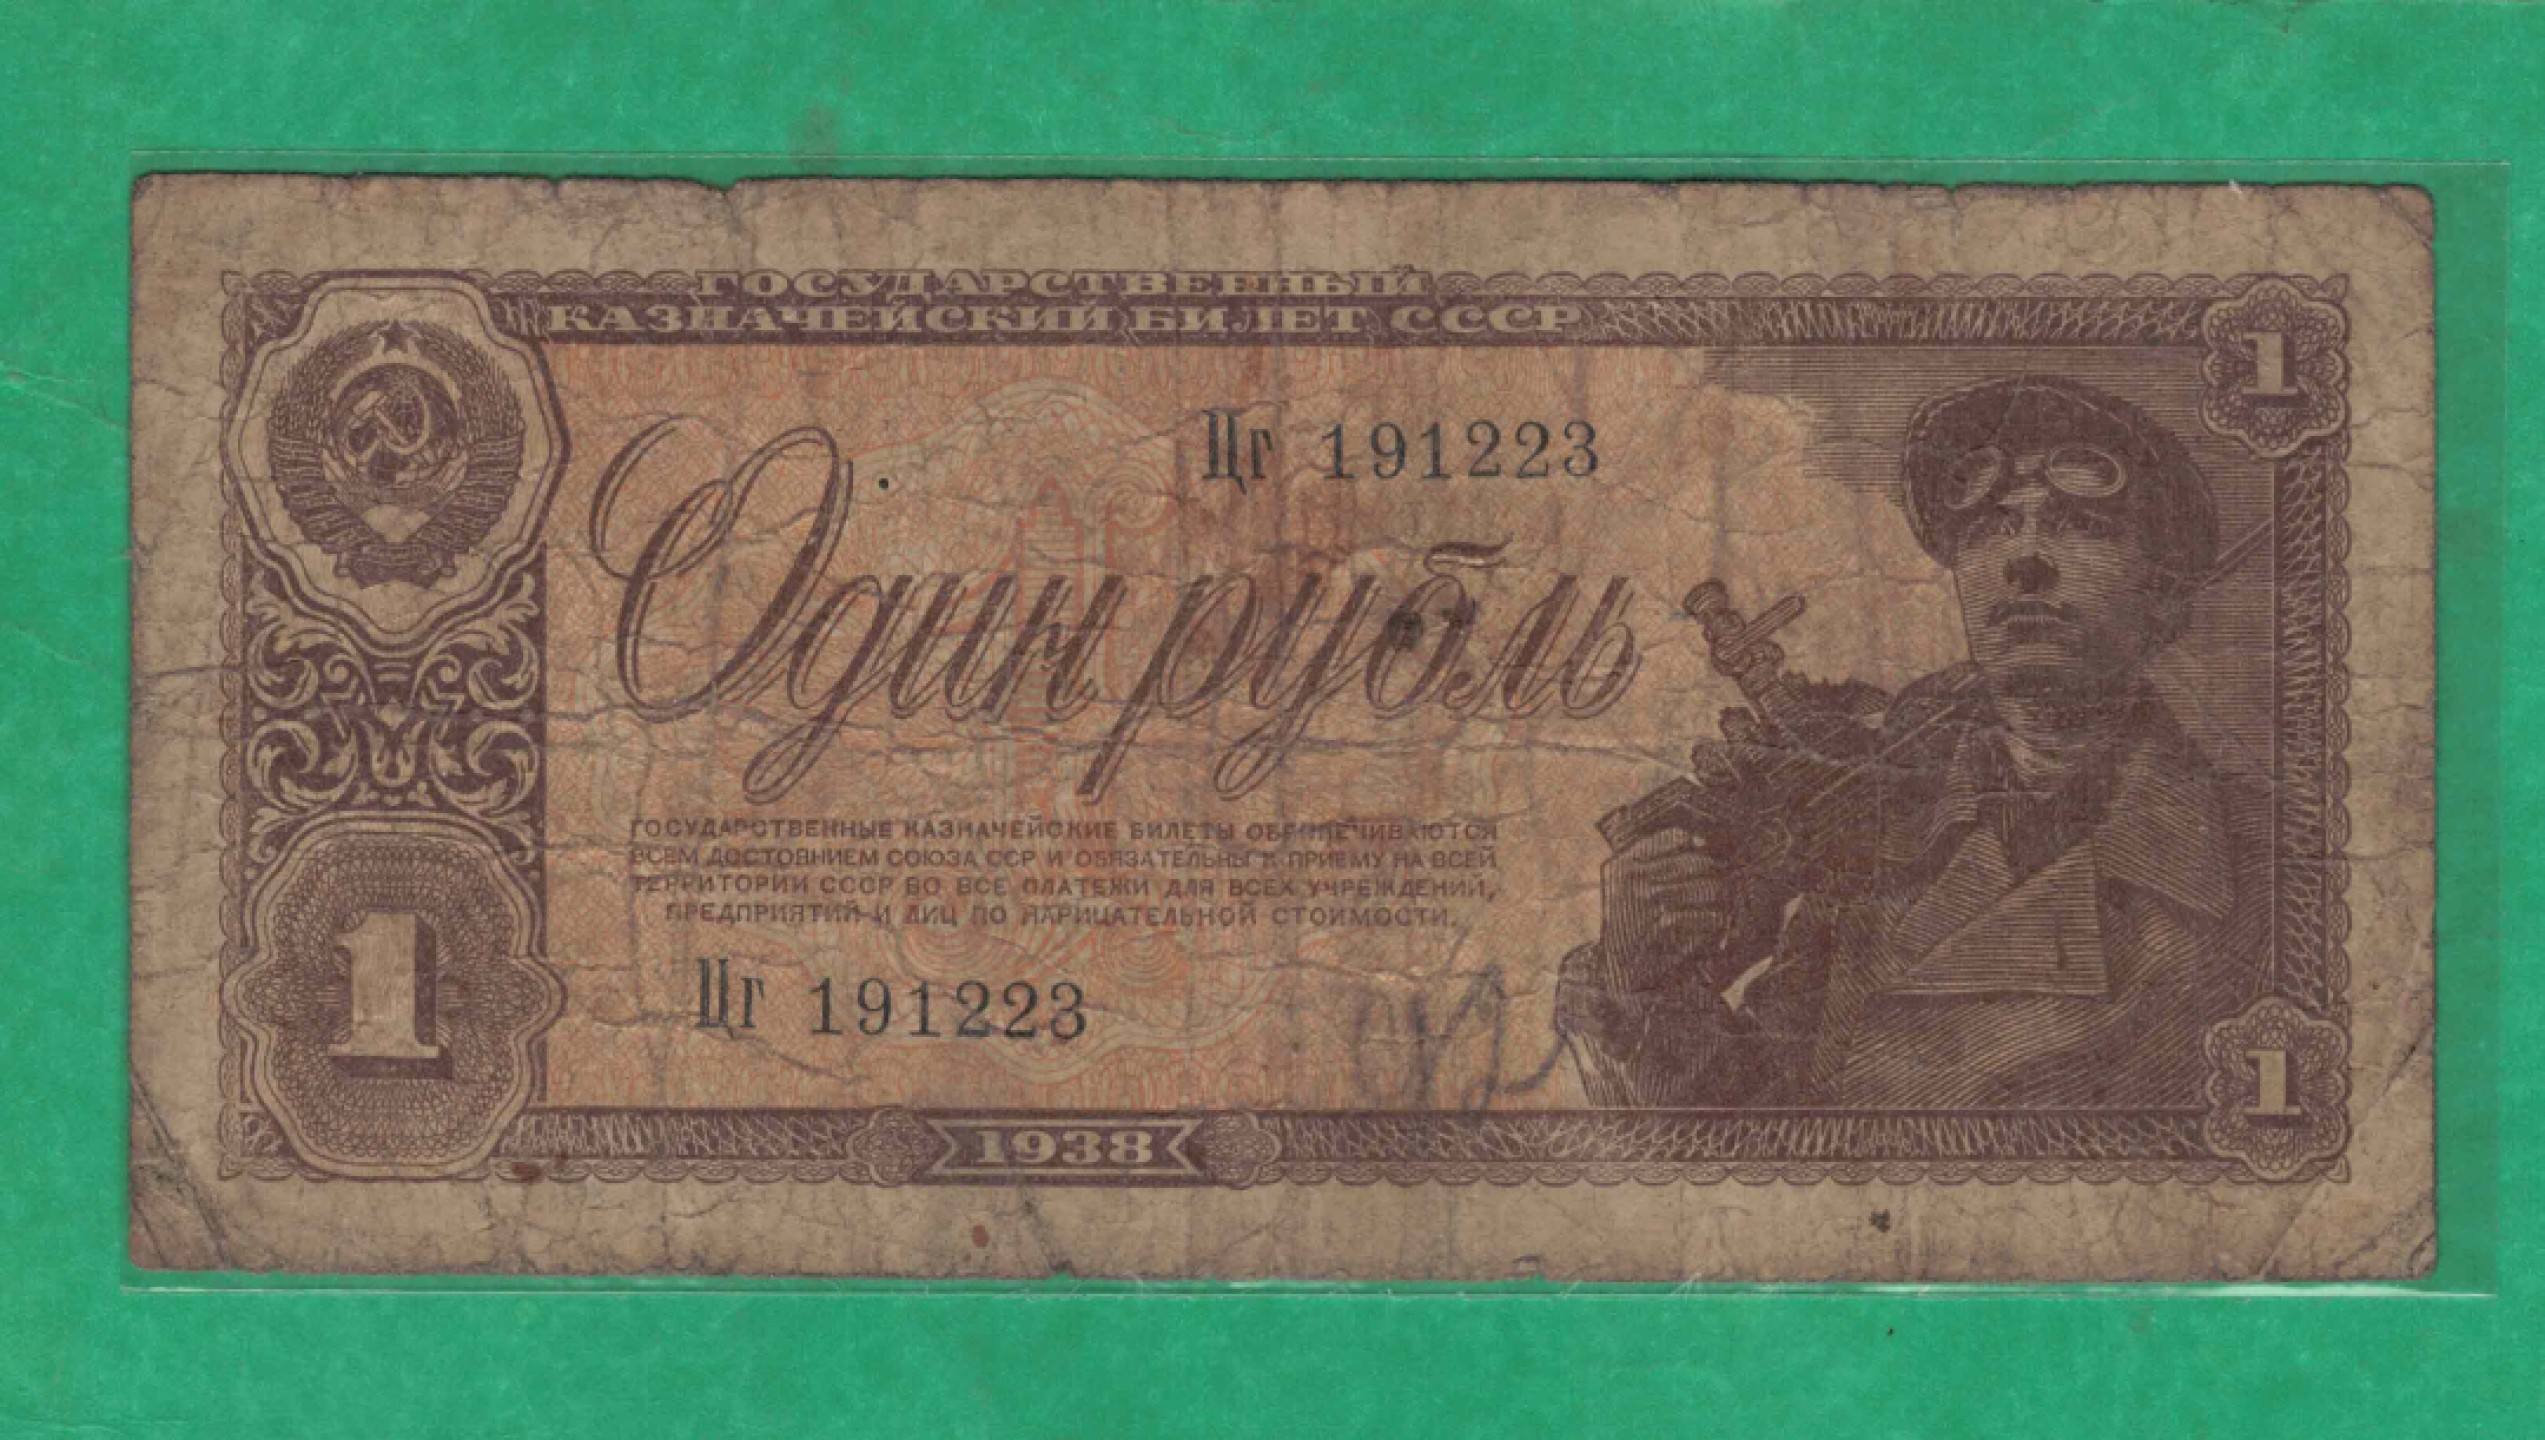 ГОСУДАРСТВЕННЫЙ
КАЗНАЧЕЙСКИЙ БИЛЕТ СССР
1
Цг 191223
Один рубль
ГОСУДАРСТВЕННЫЕ КАЗНАЧЕЙСКИЕ БИЛЕТЫ ОБЕСПЕЧИВАЮТСЯ
ВСЕМ ДОСТОЯНИЕМ СОЮЗА ССР И ОБЯЗАТЕЛЬНЫ К ПРИЕМУ НА ВСЕЙ
ТЕРРИТОРИИ СССР ВО ВСЕ ПЛАТЕЖИ ДЛЯ ВСЕХ УЧРЕЖДЕНИЙ,
ПРЕДПРИЯТИЙ И ЛИЦ ПО НАРИЦАТЕЛЬНОЙ СТОИМОСТИ.
1
Цг 191223
1
1938